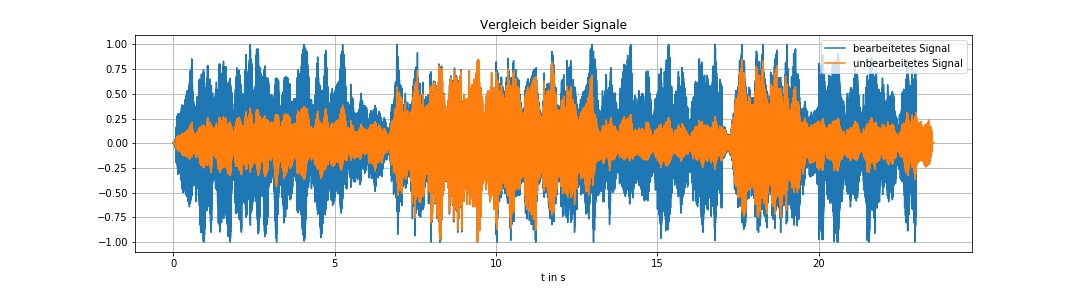 Vergleich beider Signale
bearbeitetes Signal
unbearbeitetes Signal
1.00
0.75
0.50
0.25
0.00
−0.25
−0.50
−0.75
−1.00
0 5 10 15 20
t in s